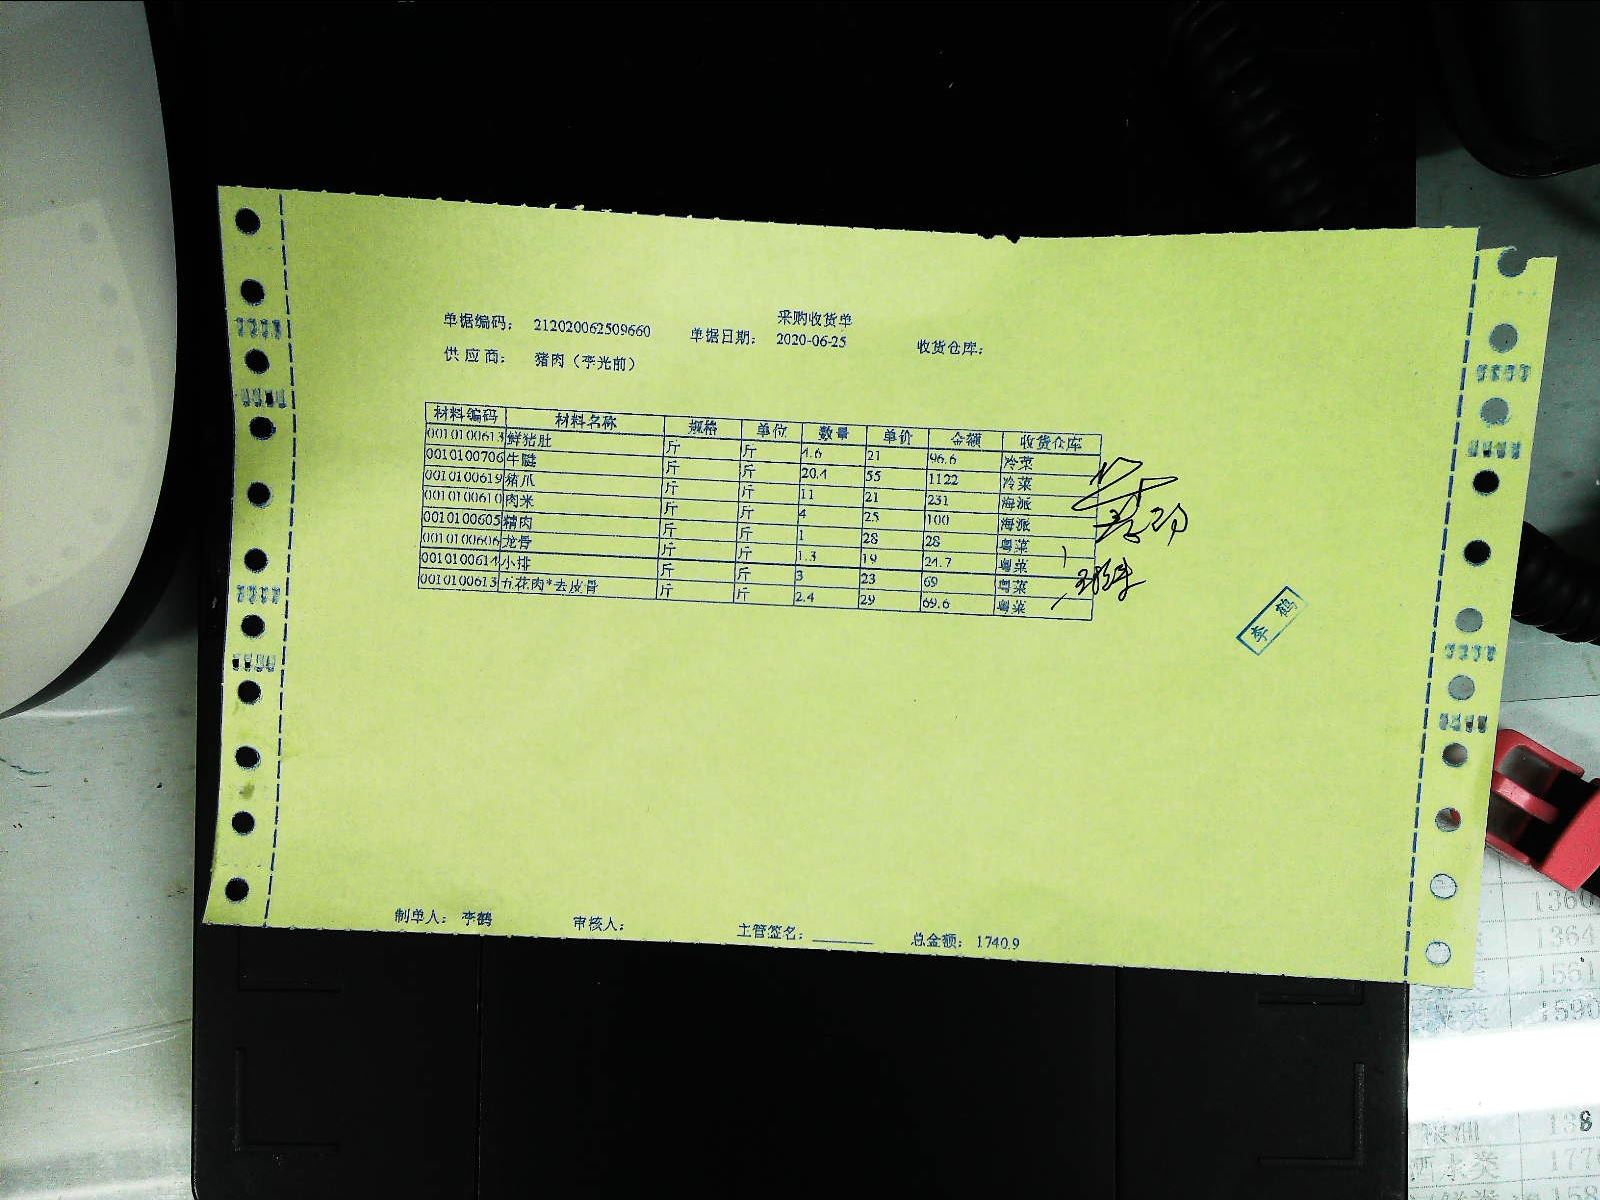 采购收货单
单据编码: 212020062509660 单据日期: 2020-06-25 收货仓库:
供应商: 猪肉（李光前）
材料编码 材料名称 规格 单位 数量 单价 金额 收货仓库
0010100613 鲜猪肚 斤 斤 4.6 21 96.6 冷菜
0010100706 牛腱 斤 斤 20.4 55 1122 冷菜
0010100619 猪爪 斤 斤 11 21 231 海派
0010100610 肉米 斤 斤 4 25 100 海派
0010100605 精肉 斤 斤 1 28 28 粤菜
0010100606 龙骨 斤 斤 1.3 19 24.7 粤菜
0010100614 小排 斤 斤 3 23 69 粤菜
0010100613 五花肉*去皮骨 斤 斤 2.4 29 69.6 粤菜
李鹤
制单人: 李鹤 审核人: 主管签名: 总金额: 1740.9
1364
1561
1590
酒水类